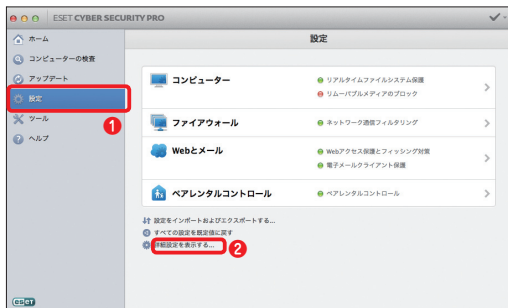 ESET CYBER SECURITY PRO
ホーム
コンピューターの検査
アップデート
設定
ツール
ヘルプ
1
設定
コンピューター
リアルタイムファイルシステム保護
リムーバブルメディアのブロック
ファイアウォール
ネットワーク通信フィルタリング
Webとメール
Webアクセス保護とフィッシング対策
電子メールクライアント保護
ペアレンタルコントロール
ペアレンタルコントロール
設定をインポートおよびエクスポートする...
すべての設定を既定値に戻す
詳細設定を表示する...
2
eseT